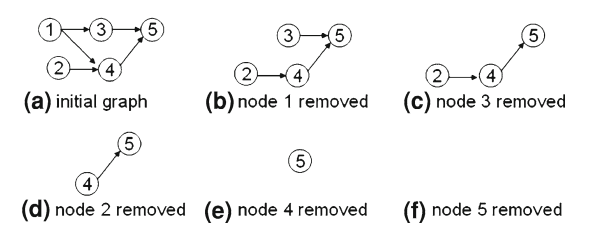 1 3 5
2 4
(a) initial graph
3 5
2 4
(b) node 1 removed
5
2 4
(c) node 3 removed
5
4
(d) node 2 removed
5
(e) node 4 removed
(f) node 5 removed